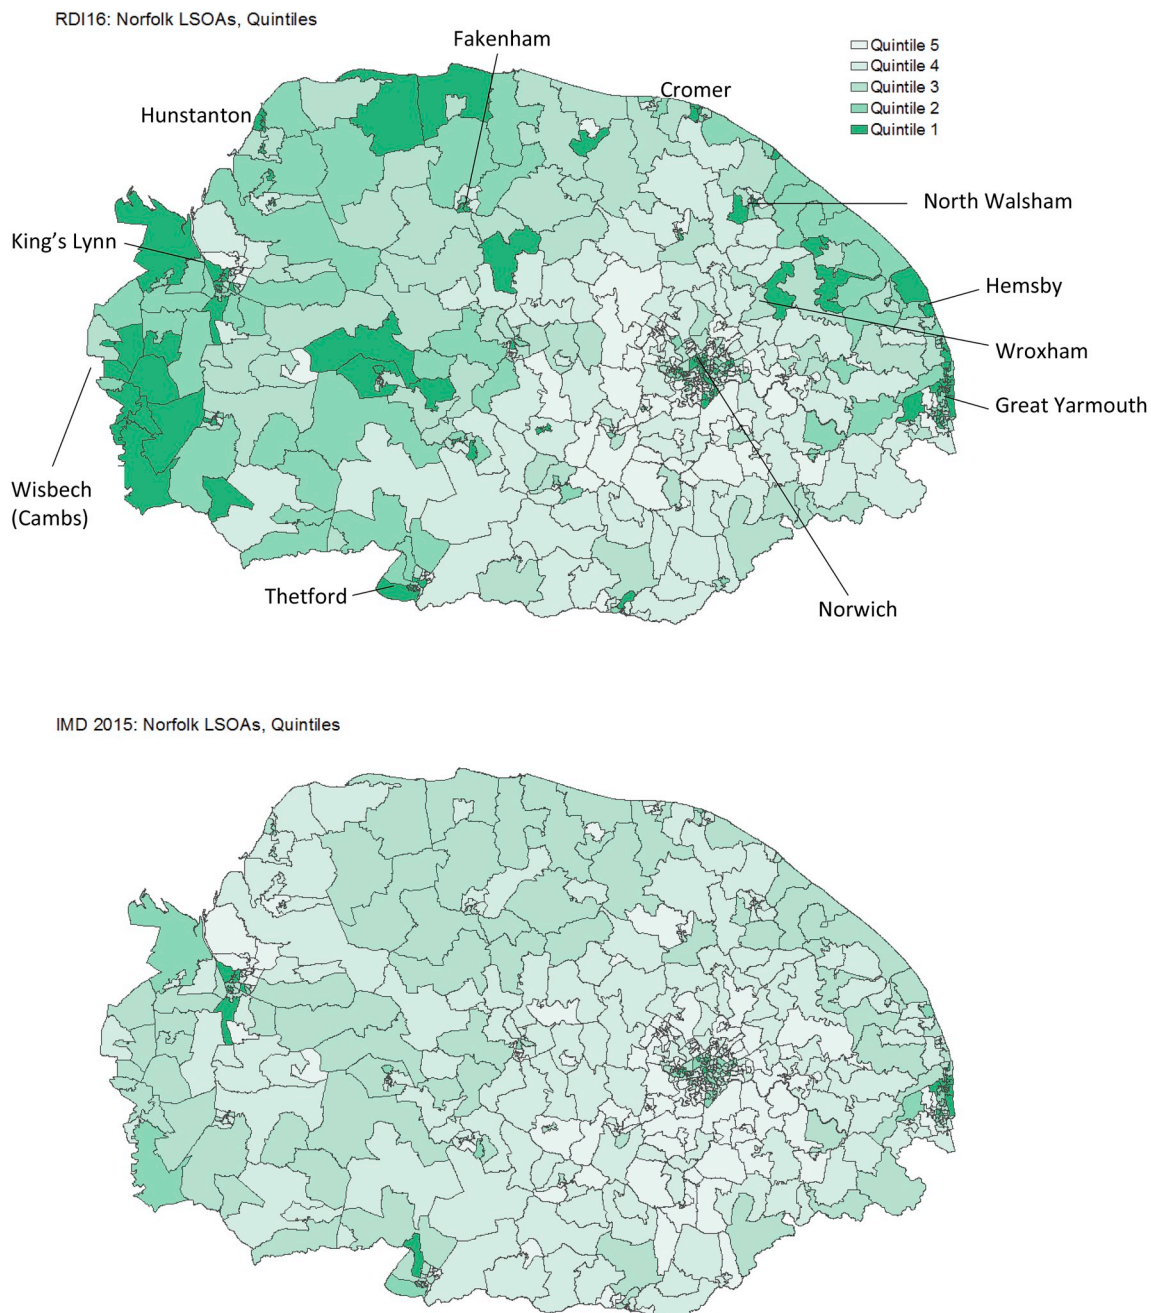 RDI16: Norfolk LSOAs, Quintiles
Fakenham
Quintile 5
Quintile 4
Quintile 3
Quintile 2
Quintile 1
Cromer
Hunstanton
North Walsham
King's Lynn
Hemsby
Wroxham
Great Yarmouth
Wisbech
(Cambs)
Thetford
Norwich
IMD 2015: Norfolk LSOAs, Quintiles